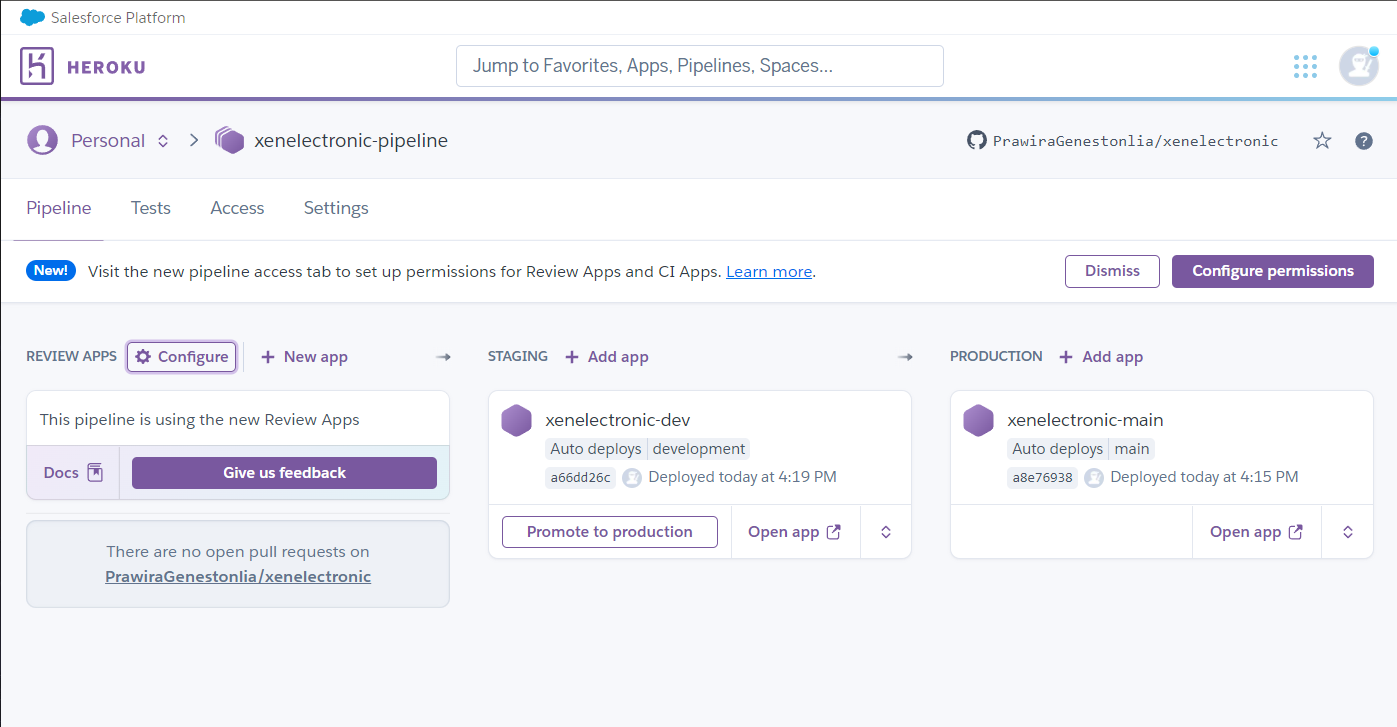 Salesforce Platform
HEROKU
Jump to Favorites, Apps, Pipelines, Spaces...
Personal
xenelectronic-pipeline
PrawiraGenestonlia/xenelectronic
?
Pipeline
Tests
Access
Settings
New!
Visit the new pipeline access tab to set up permissions for Review Apps and CI Apps. Learn more.
Dismiss
Configure permissions
REVIEW APPS
Configure
+ New app
This pipeline is using the new Review Apps
Docs
Give us feedback
There are no open pull requests on
PrawiraGenestonlia/xenelectronic
STAGING
+ Add app
xenelectronic-dev
Auto deploys development
a66dd26c Deployed today at 4:19 PM
Promote to production
Open app
PRODUCTION
+ Add app
xenelectronic-main
Auto deploys main
a8e76938 Deployed today at 4:15 PM
Open app